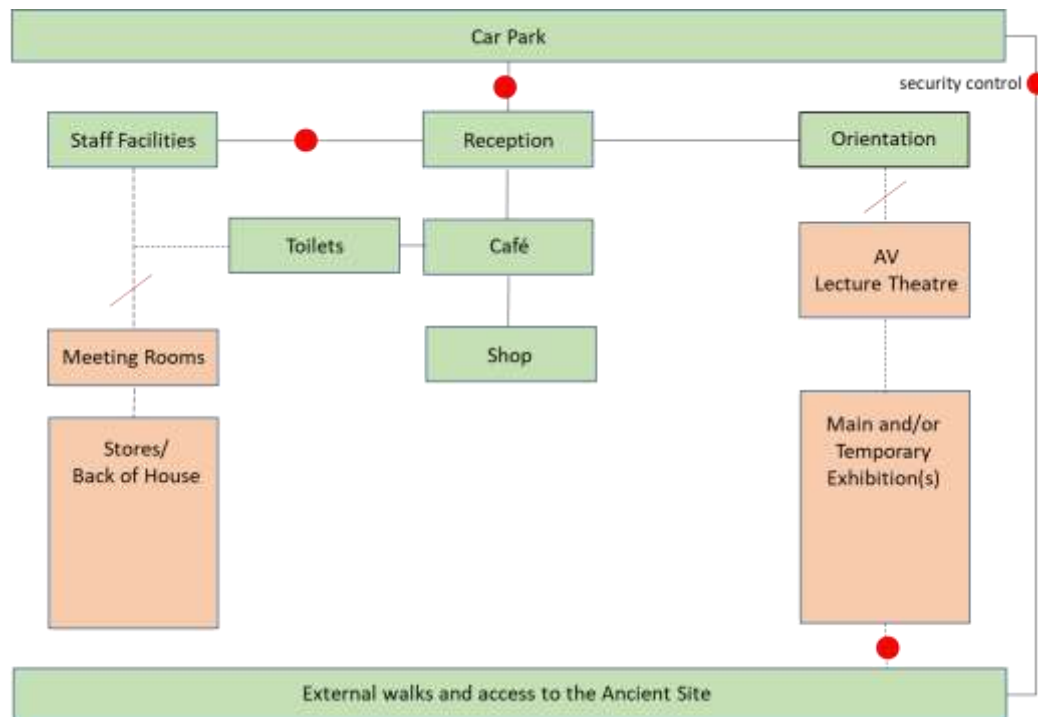 Car Park
security control
Staff Facilities
Reception
Orientation
Toilets
Café
AV
Lecture Theatre
Meeting Rooms
Shop
Stores/
Back of House
Main and/or
Temporary
Exhibition(s)
External walks and access to the Ancient Site